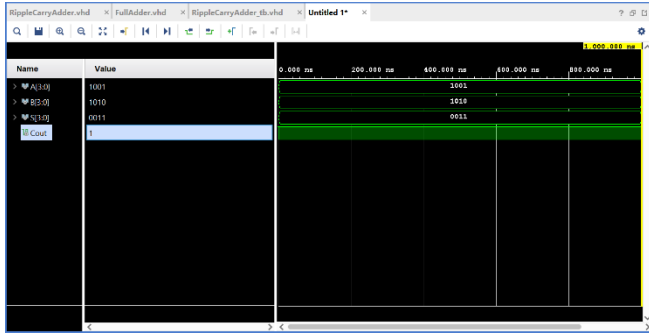 RippleCarryAdder.vhd × FullAdder.vhd × RippleCarryAdder_tb.vhd × Untitled 1* ×
1,000.000 ns
Name Value 0.000 ns 200.000 ns 400.000 ns 600.000 ns 800.000 ns
A[3:0] 1001 1001
B[3:0] 1010 1010
S[3:0] 0011 0011
Cout 1